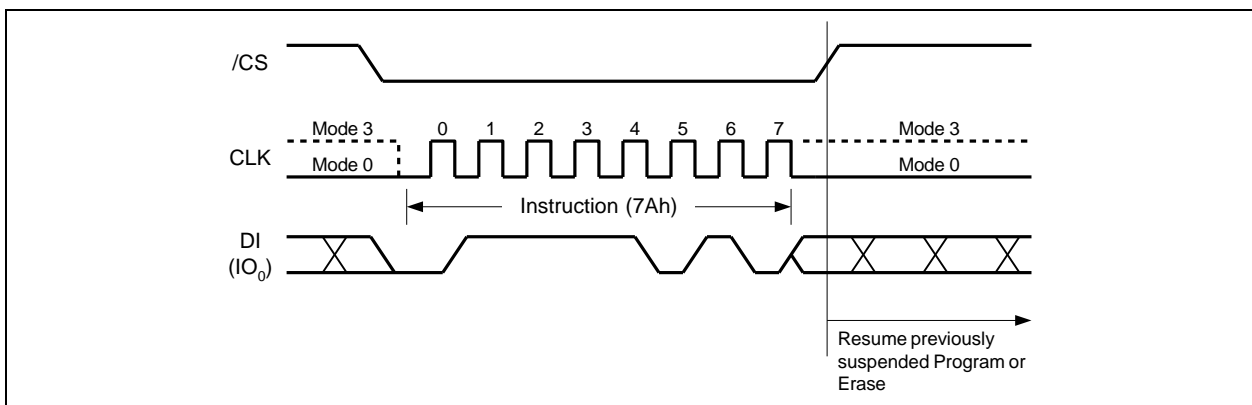 /CS
Mode 3 0 1 2 3 4 5 6 7 Mode 3
CLK
Mode 0 Mode 0
Instruction (7Ah)
DI
(IO0)
Resume previously
suspended Program or
Erase